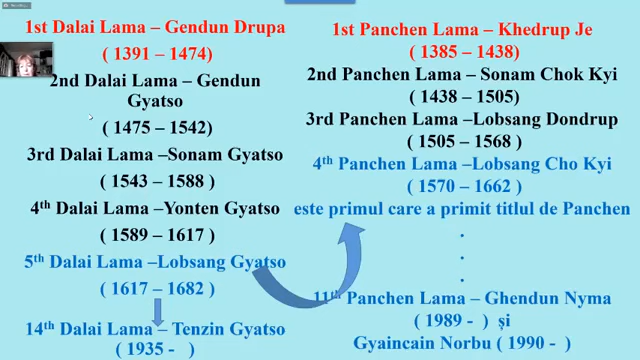 1st Dalai Lama – Gendun Drupa
( 1391 – 1474)
2nd Dalai Lama – Gendun
Gyatso
( 1475 – 1542)
3rd Dalai Lama –Sonam Gyatso
( 1543 – 1588 )
4th Dalai Lama –Yonten Gyatso
( 1589 – 1617 )
5th Dalai Lama –Lobsang Gyatso
( 1617 – 1682 )
14th Dalai Lama – Tenzin Gyatso
( 1935 - )
1st Panchen Lama – Khedrup Je
( 1385 – 1438)
2nd Panchen Lama – Sonam Chok Kyi
( 1438 – 1505)
3rd Panchen Lama –Lobsang Dondrup
( 1505 – 1568 )
4th Panchen Lama –Lobsang Cho Kyi
( 1570 – 1662 )
este primul care a primit titlul de Panchen
.
.
.
11th Panchen Lama – Ghendun Nyma
( 1989 - ) și
Gyaincain Norbu ( 1990 - )